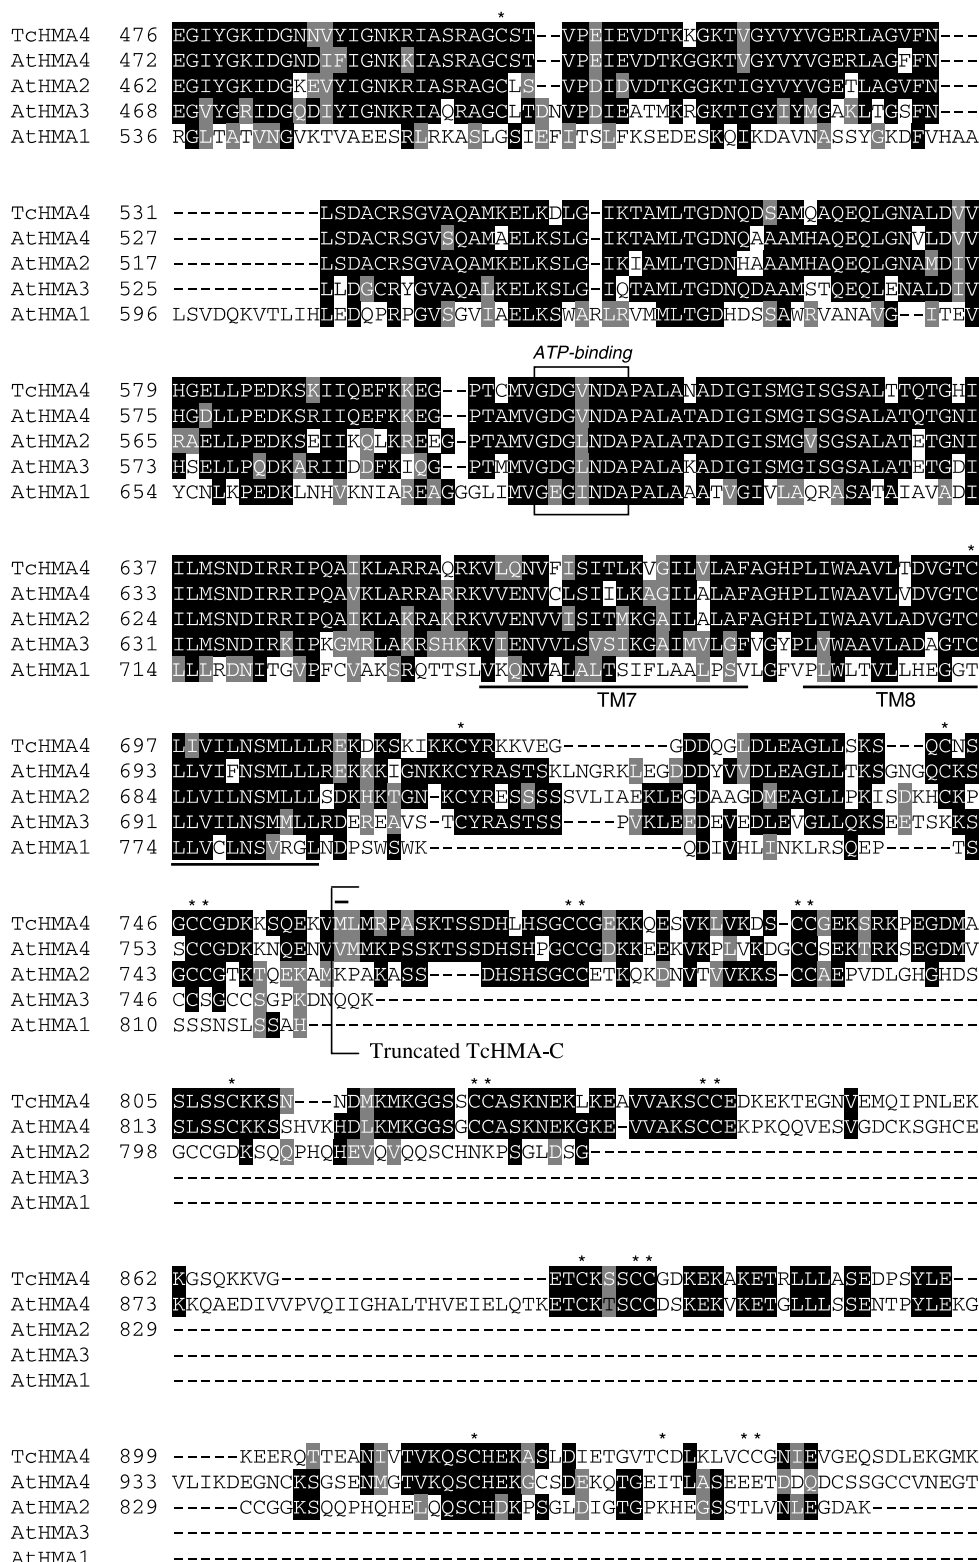 *
TcHMA4 476 EGIYGKIDGNNVYIGNKRIASRAGCST--VPEIEVDTKKGKTVGYVYVGERLAGVFN---
AtHMA4 472 EGIYGKIDGNDIFIGNKKIASRAGCST--VPEIEVDTKGGKTVGYVYVGERLAGFFN---
AtHMA2 462 EGIYGKIDGKEVYIGNKRIASRAGCLS--VPDIDVDTKGGKTIGYVYVGETLAGVFN---
AtHMA3 468 EGVYGRIDGQDIYIGNKRIAQRAGCLTDNVPDIEATMKRGKTIGYIYMGAKLTGSFN---
AtHMA1 536 RGLTATVNGVKTVAEESRLRKASLGSIEFITSLFKSEDESKQIKDAVNASSYGKDFVHAA
TcHMA4 531 -----------LSDACRSGVAQAMKELKDLG-IKTAMLTGDNQDSAMQAQEQLGNALDVV
AtHMA4 527 -----------LSDACRSGVSQAMAELKSLG-IKTAMLTGDNQAAAMHAQEQLGNVLDVV
AtHMA2 517 -----------LSDACRSGVAQAMKELKSLG-IKIAMLTGDNHAAAMHAQEQLGNAMDIV
AtHMA3 525 -----------LLDGCRYGVAQALKELKSLG-IQTAMLTGDNQDAAMSTQEQLENALDIV
AtHMA1 596 LSVDQKVTLIHLEDQPRPGVSGVIAELKSWARLRVMMLTGDHDSSAWRVANAVG--ITEV
ATP-binding
TcHMA4 579 HGELLPEDKSKIIQEFKKEG--PTCMVGDGVNDAPALANADIGISMGISGSALTTQTGHI
AtHMA4 575 HGDLLPEDKSRIIQEFKKEG--PTAMVGDGVNDAPALATADIGISMGISGSALATQTGNI
AtHMA2 565 RAELLPEDKSEIIKQLKREEG-PTAMVGDGLNDAPALATADIGISMGVSGSALATETGNI
AtHMA3 573 HSELLPQDKARIIDDFKIQG--PTMMVGDGLNDAPALAKADIGISMGISGSALATETGDI
AtHMA1 654 YCNLKPEDKLNHVKNIAREAGGGLIMVGEGINDAPALAAATVGIVLAQRASATAIAVADI
*
TcHMA4 637 ILMSNDIRRIPQAIKLARRAQRKVLQNVFISITLKVGILVLAFAGHPLIWAAVLTDVGTC
AtHMA4 633 ILMSNDIRRIPQAVKLARRARRKVVENVCLSIILKAGILALAFAGHPLIWAAVLVDVGTC
AtHMA2 624 ILMSNDIRRIPQAIKLAKRAKRKVVENVVISITMKGAILALAFAGHPLIWAAVLADVGTC
AtHMA3 631 ILMSNDIRKIPKGMRLAKRSHKKVIENVVLSVSIKGAIMVLGFVGYPLVWAAVLADAGTC
AtHMA1 714 LLLRDNITGVPFCVAKSRQTTSLVKQNVALALTSIFLAALPSVLGFVPLWLTVLLHEGGT
TM7 TM8
* *
TcHMA4 697 LIVILNSMLLLREKDKSKIKKCYRKKVEG--------GDDQGLDLEAGLLSKS---QCNS
AtHMA4 693 LLVIFNSMLLLREKKKIGNKKCYRASTSKLNGRKLEGDDDYVVDLEAGLLTKSGNGQCKS
AtHMA2 684 LLVILNSMLLLSDKHKTGN-KCYRESSSSSVLIAEKLEGDAAGDMEAGLLPKISDKHCKP
AtHMA3 691 LLVILNSMMLLRDEREAVS-TCYRASTSS----PVKLEEDEVEDLEVGLLQKSEETSKKS
AtHMA1 774 LLVCLNSVRGLNDPSWSWK-------------------QDIVHLINKLRSQEP----TS
** ** **
TcHMA4 746 GCCGDKKSQEKVMLMRPASKTSSDHLHSGCCGEKKQESVKLVKDS-CCGEKSRKPEGDMA
AtHMA4 753 SCCGDKKNQENVVMMKPSSKTSSDHSHPGCCGDKKEEKVKPLVKDGCCSEKTRKSEGDMV
AtHMA2 743 GCCGTKTQEKAMKPAKASS----DHSHSGCCETKQKDNVTVVKKS-CCAEPVDLGHGHDS
AtHMA3 746 CCSGCCSGPKDNQQK---------------------------------------------
AtHMA1 810 SSSNSLSSAH--------------------------------------------------
Truncated TcHMA-C
* ** **
TcHMA4 805 SLSSCKKSN---NDMKMKGGSSCCASKNEKLKEAVVAKSCCEDKEKTEGNVEMQIPNLEK
AtHMA4 813 SLSSCKKSSHVKHDLKMKGGSGCCASKNEKGKE-VVAKSCCEKPKQQVESVGDCKSGHCE
AtHMA2 798 GCCGDKSQQPHQHEVQVQQSCHNKPSGLDSG-----------------------------
AtHMA3 ------------------------------------------------------------
AtHMA1 ------------------------------------------------------------
* **
TcHMA4 862 KGSQKKVG--------------------ETCKSSCCGDKEKAKETRLLLASEDPSYLE--
AtHMA4 873 KKQAEDIVVPVQIIGHALTHVEIELQTKETCKTSCCDSKEKVKETGLLLSSENTPYLEKG
AtHMA2 829 ------------------------------------------------------------
AtHMA3 ------------------------------------------------------------
AtHMA1 ------------------------------------------------------------
* * **
TcHMA4 899 -----KEERQTTEANIVTVKQSCHEKASLDIETGVTCDLKLVCCGNIEVGEQSDLEKGMK
AtHMA4 933 VLIKDEGNCKSGSENMGTVKQSCHEKGCSDEKQTGEITLASEEETDDQDCSSGCCVNEGT
AtHMA2 829 -----CCGGKSQQPHQHELQQSCHDKPSGLDIGTGPKHEGSSTLVNLEGDAK--------
AtHMA3 ------------------------------------------------------------
AtHMA1 ------------------------------------------------------------